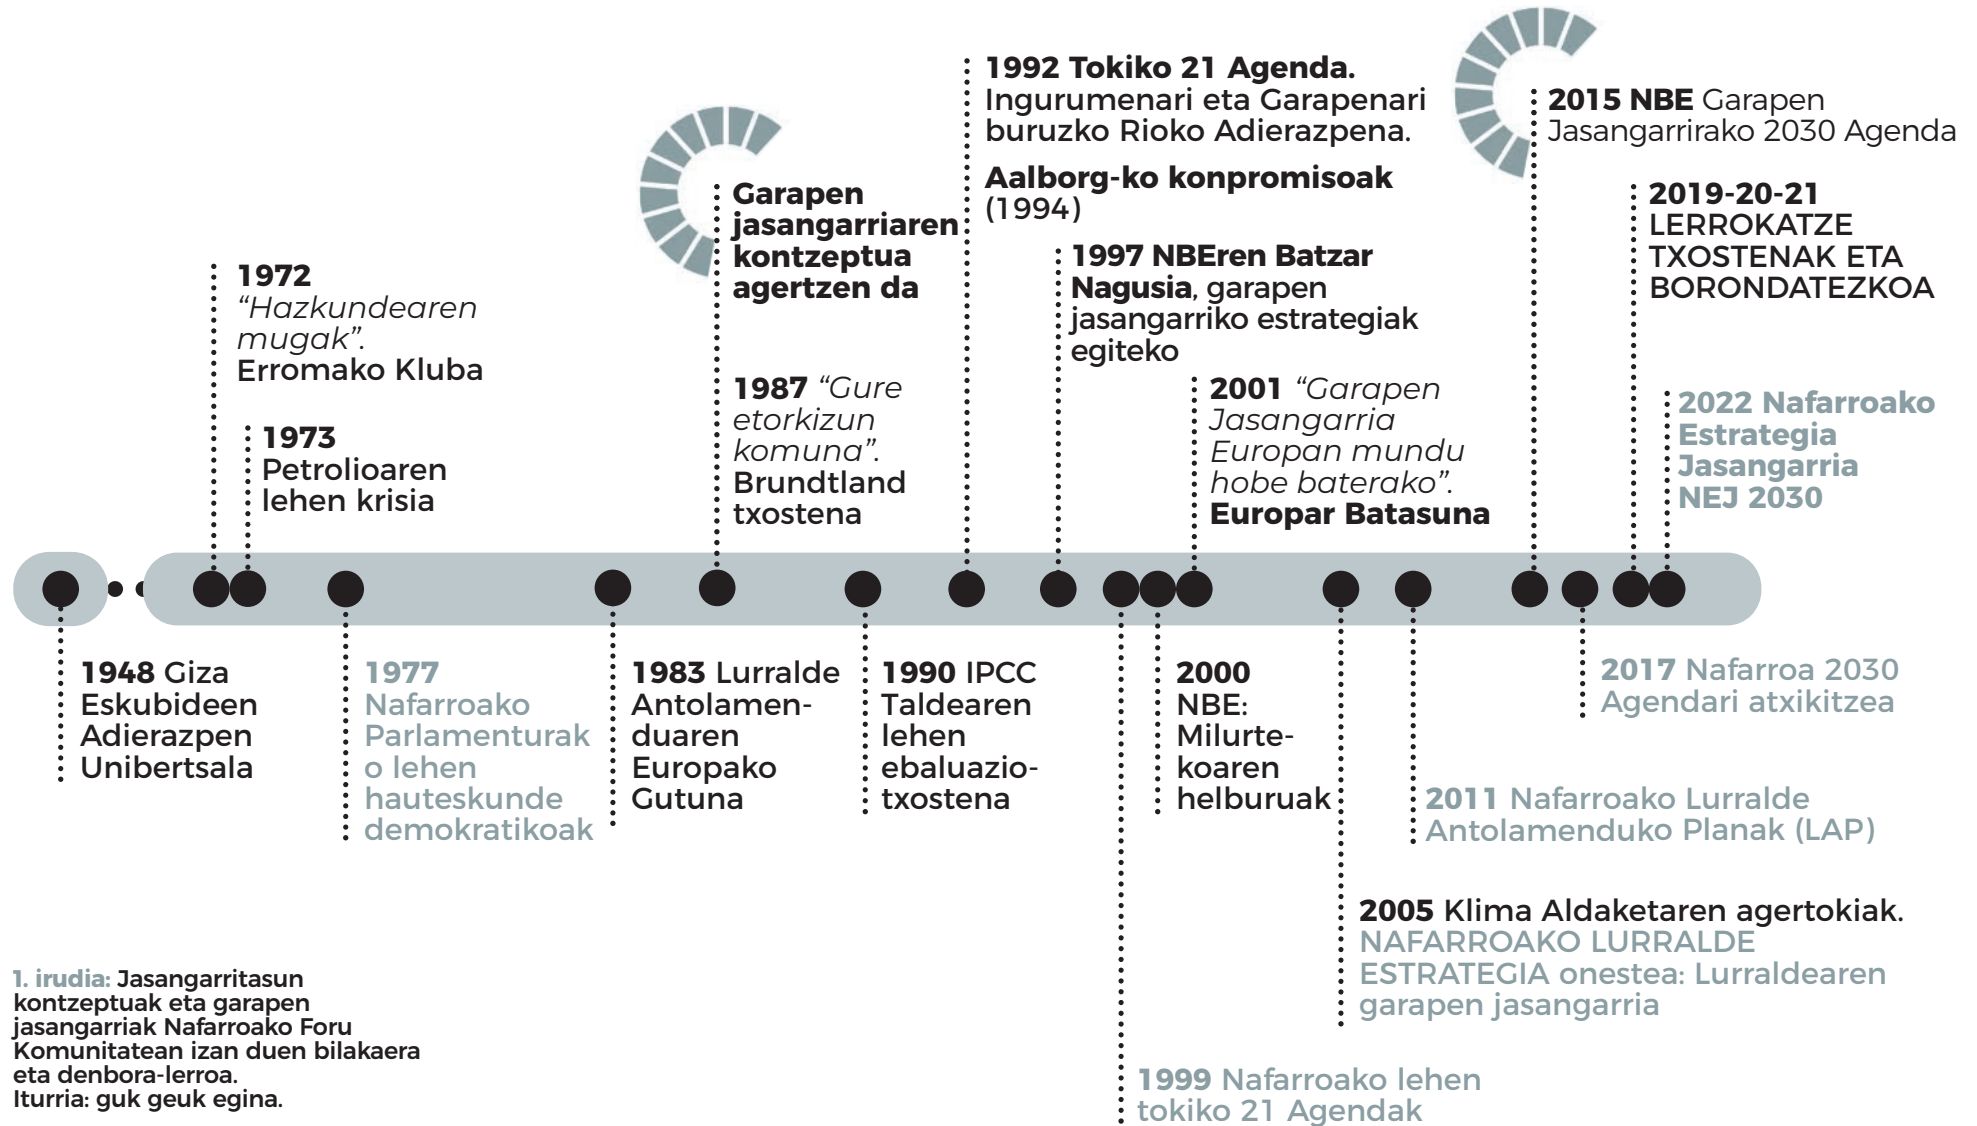 1972
“Hazkundearen
mugak”.
Erromako Kluba
1973
Petrolioaren
lehen krisia
Garapen
jasangarriaren
kontzeptua
agertzen da
1987 “Gure
etorkizun
komuna”.
Brundtland
txostena
1992 Tokiko 21 Agenda.
Ingurumenari eta Garapenari
buruzko Rioko Adierazpena.
Aalborg-ko konpromisoak
(1994)
1997 NBEren Batzar
Nagusia, garapen
jasangarriko estrategiak
egiteko
2001 “Garapen
Jasangarria
Europan mundu
hobe baterako”.
Europar Batasuna
2015 NBE Garapen
Jasangarrirako 2030 Agenda
2019-20-21
LERROKATZE
TXOSTENAK ETA
BORONDATEZKOA
2022 Nafarroako
Estrategia
Jasangarria
NEJ 2030
1948 Giza
Eskubideen
Adierazpen
Unibertsala
1977
Nafarroako
Parlamenturak
o lehen
hauteskunde
demokratikoak
1983 Lurralde
Antolamen-
duaren
Europako
Gutuna
1990 IPCC
Taldearen
lehen
ebaluazio-
txostena
2000
NBE:
Milurte-
koaren
helburuak
2017 Nafarroa 2030
Agendari atxikitzea
2011 Nafarroako Lurralde
Antolamenduko Planak (LAP)
2005 Klima Aldaketaren agertokiak.
NAFARROAKO LURRALDE
ESTRATEGIA onestea: Lurraldearen
garapen jasangarria
1999 Nafarroako lehen
tokiko 21 Agendak
1. irudia: Jasangarritasun
kontzeptuak eta garapen
jasangarriak Nafarroako Foru
Komunitatean izan duen bilakaera
eta denbora-lerroa.
Iturria: guk geuk egina.